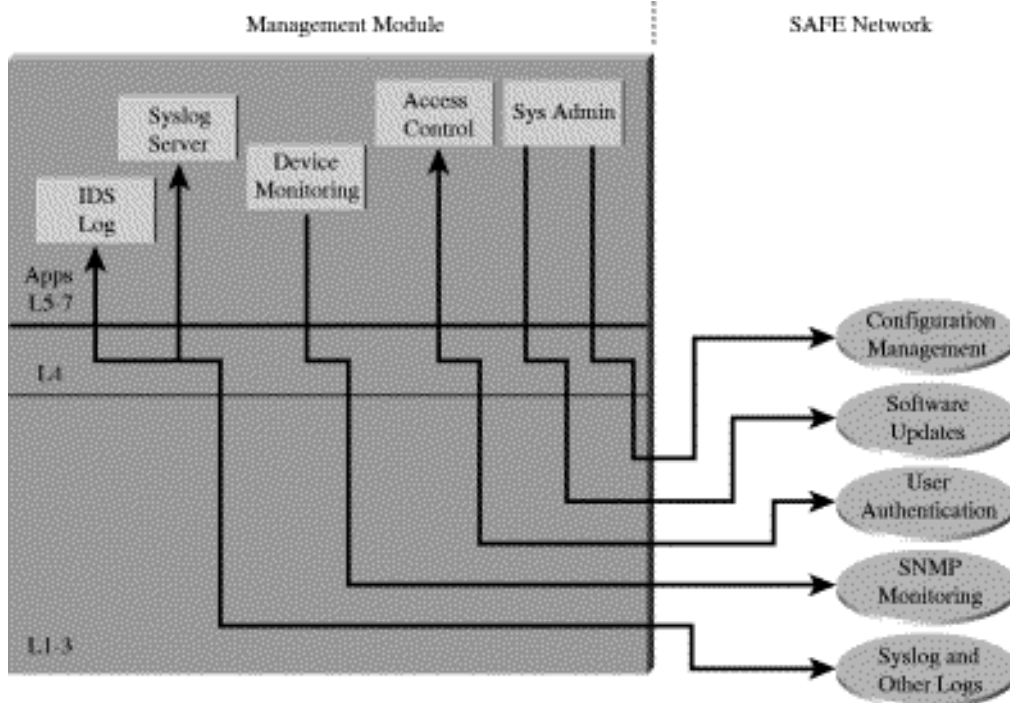 Management Module
SAFE Network
Syslog
Server
Access
Control
Sys Admin
Device
Monitoring
IDS
Log
Apps
L5-7
L4
L1-3
Configuration
Management
Software
Updates
User
Authentication
SNMP
Monitoring
Syslog and
Other Logs